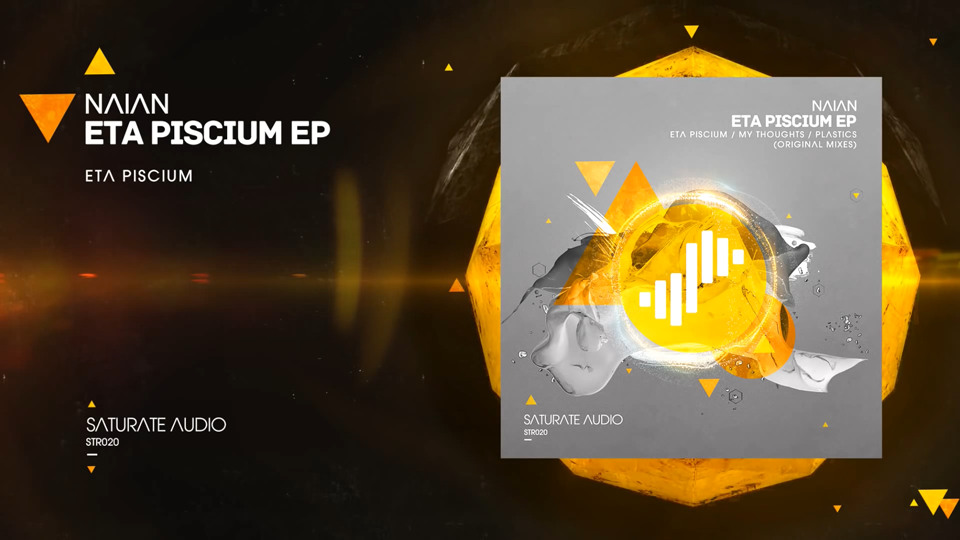 NAIAN
ETA PISCIUM EP
ETA PISCIUM
SATURATE AUDIO
STR020
NAIAN
ETA PISCIUM EP
ETA PISCIUM / MY THOUGHTS / PLASTICS
(ORIGINAL MIXES)
SATURATE AUDIO
STR020